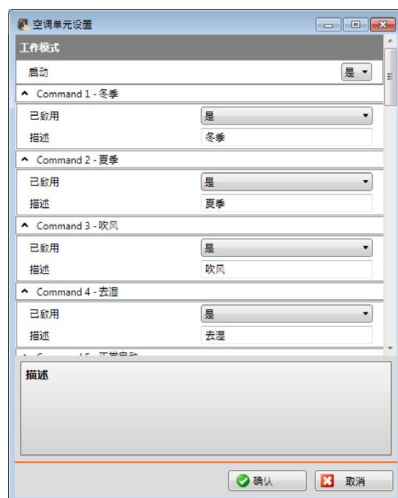 空调单元设置
工作模式
启动 是
Command 1 - 冬季
已启用 是
描述 冬季
Command 2 - 夏季
已启用 是
描述 夏季
Command 3 - 吹风
已启用 是
描述 吹风
Command 4 - 去湿
已启用 是
描述 去湿
描述
确认 取消